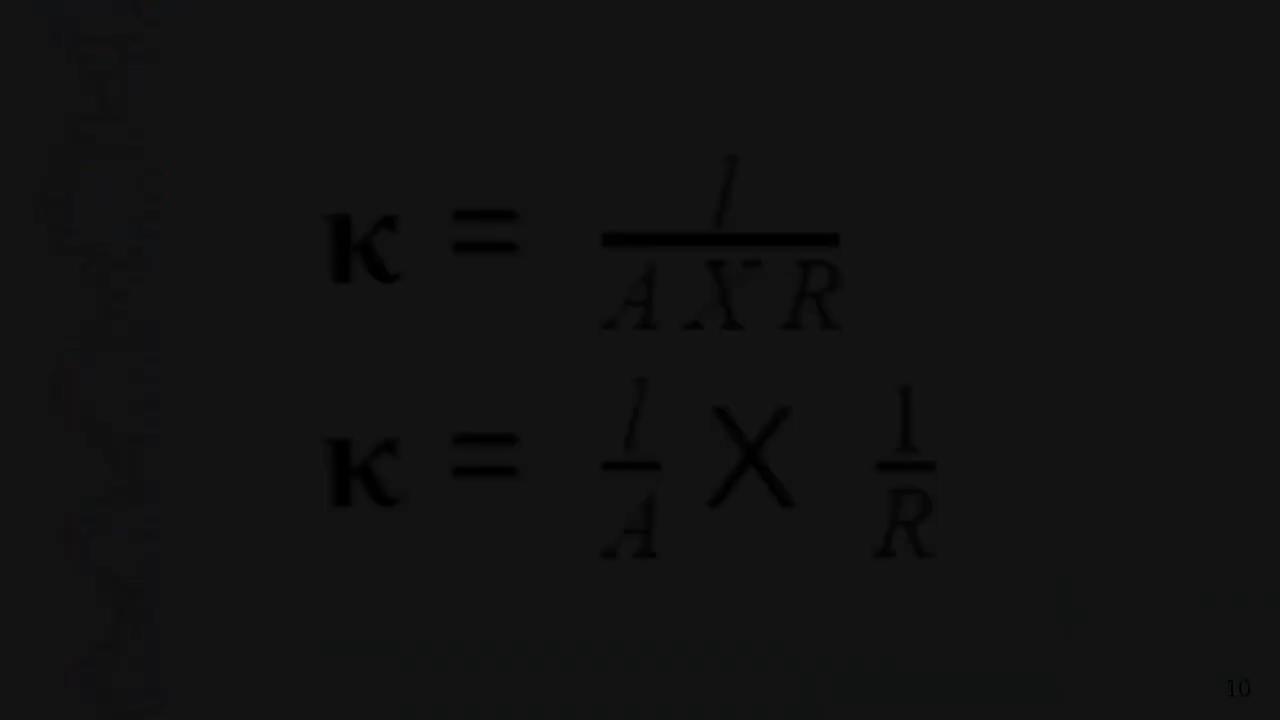 κ = l / A X R
κ = l / A X 1 / R
10